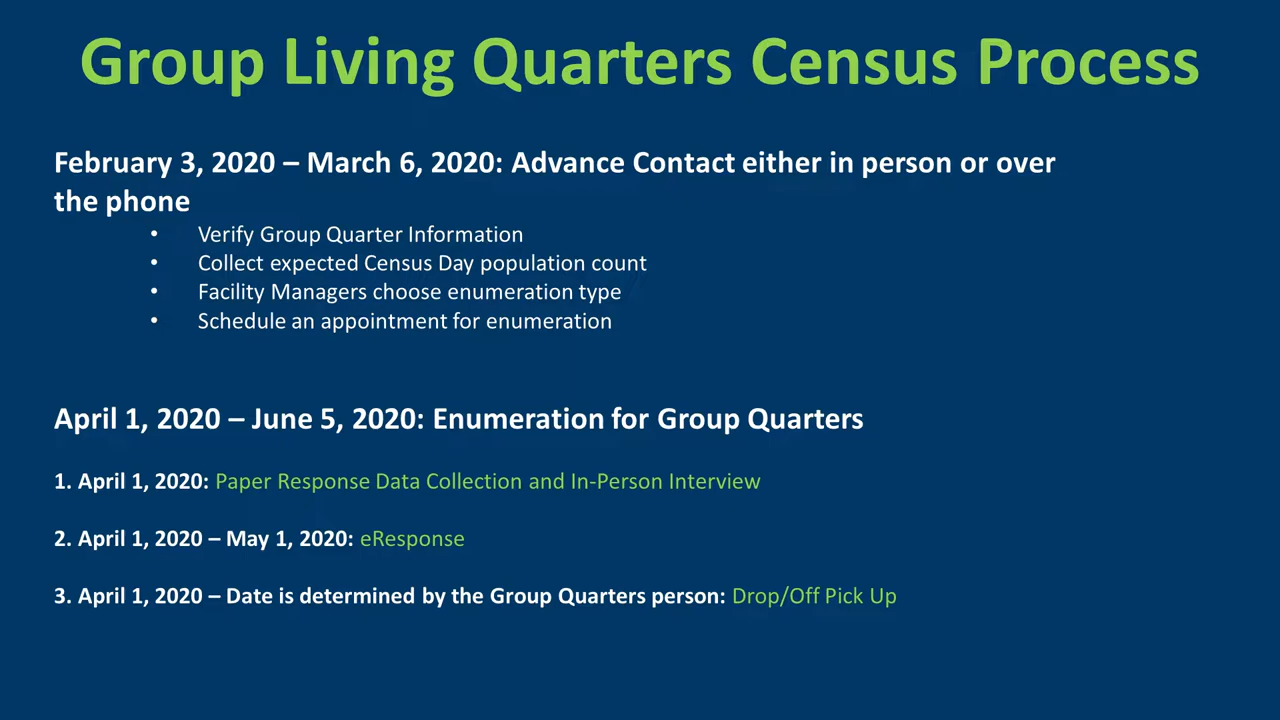 Group Living Quarters Census Process
February 3, 2020 – March 6, 2020: Advance Contact either in person or over
the phone
• Verify Group Quarter Information
• Collect expected Census Day population count
• Facility Managers choose enumeration type
• Schedule an appointment for enumeration
April 1, 2020 – June 5, 2020: Enumeration for Group Quarters
1. April 1, 2020: Paper Response Data Collection and In-Person Interview
2. April 1, 2020 – May 1, 2020: eResponse
3. April 1, 2020 – Date is determined by the Group Quarters person: Drop/Off Pick Up